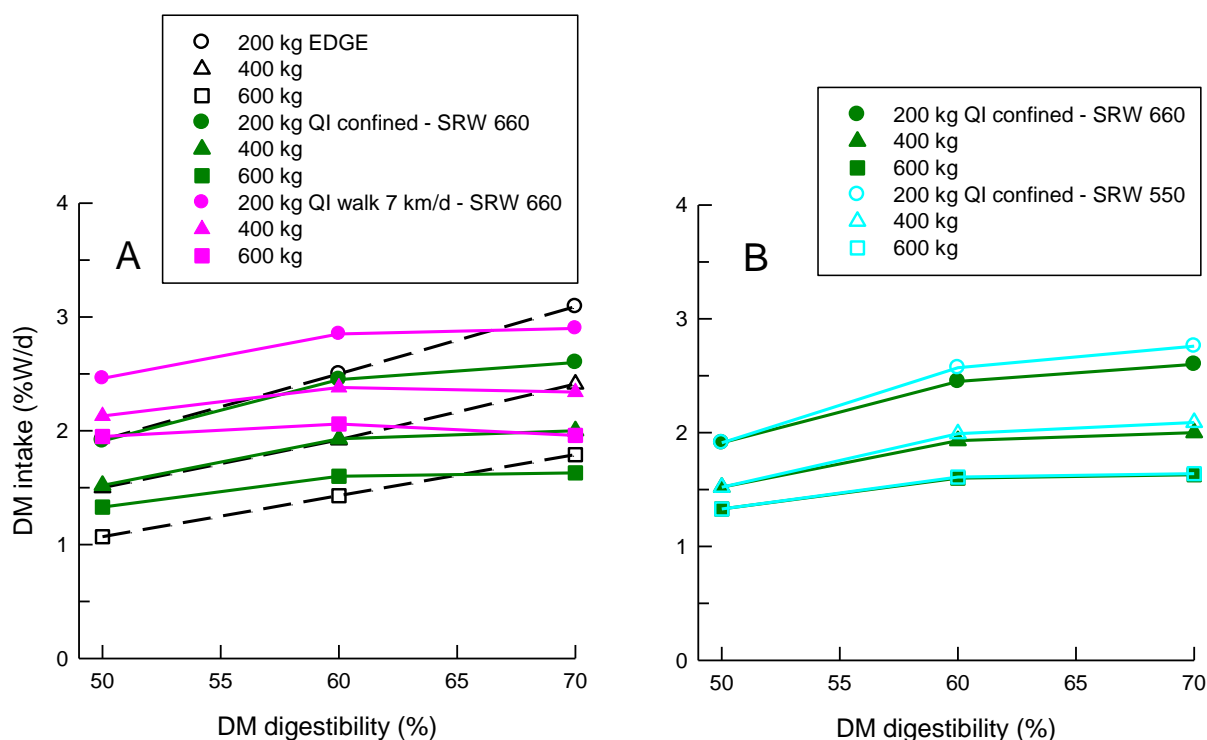 200 kg EDGE
400 kg
600 kg
200 kg QI confined - SRW 660
400 kg
600 kg
200 kg QI walk 7 km/d - SRW 660
400 kg
600 kg
A
4
3
2
1
0
DM intake (%W/d)
50
55
60
65
70
DM digestibility (%)
200 kg QI confined - SRW 660
400 kg
600 kg
200 kg QI confined - SRW 550
400 kg
600 kg
B
4
3
2
1
0
50
55
60
65
70
DM digestibility (%)